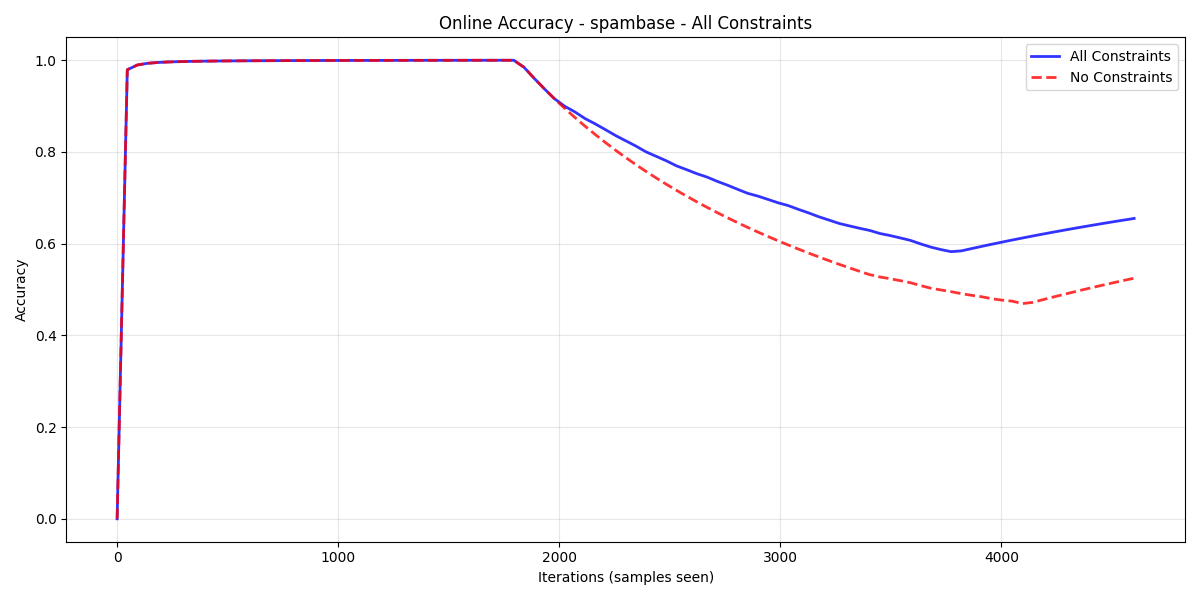 Online Accuracy - spambase - All Constraints
All Constraints
No Constraints
1.0
0.8
0.6
0.4
0.2
0.0
Accuracy
0 1000 2000 3000 4000
Iterations (samples seen)